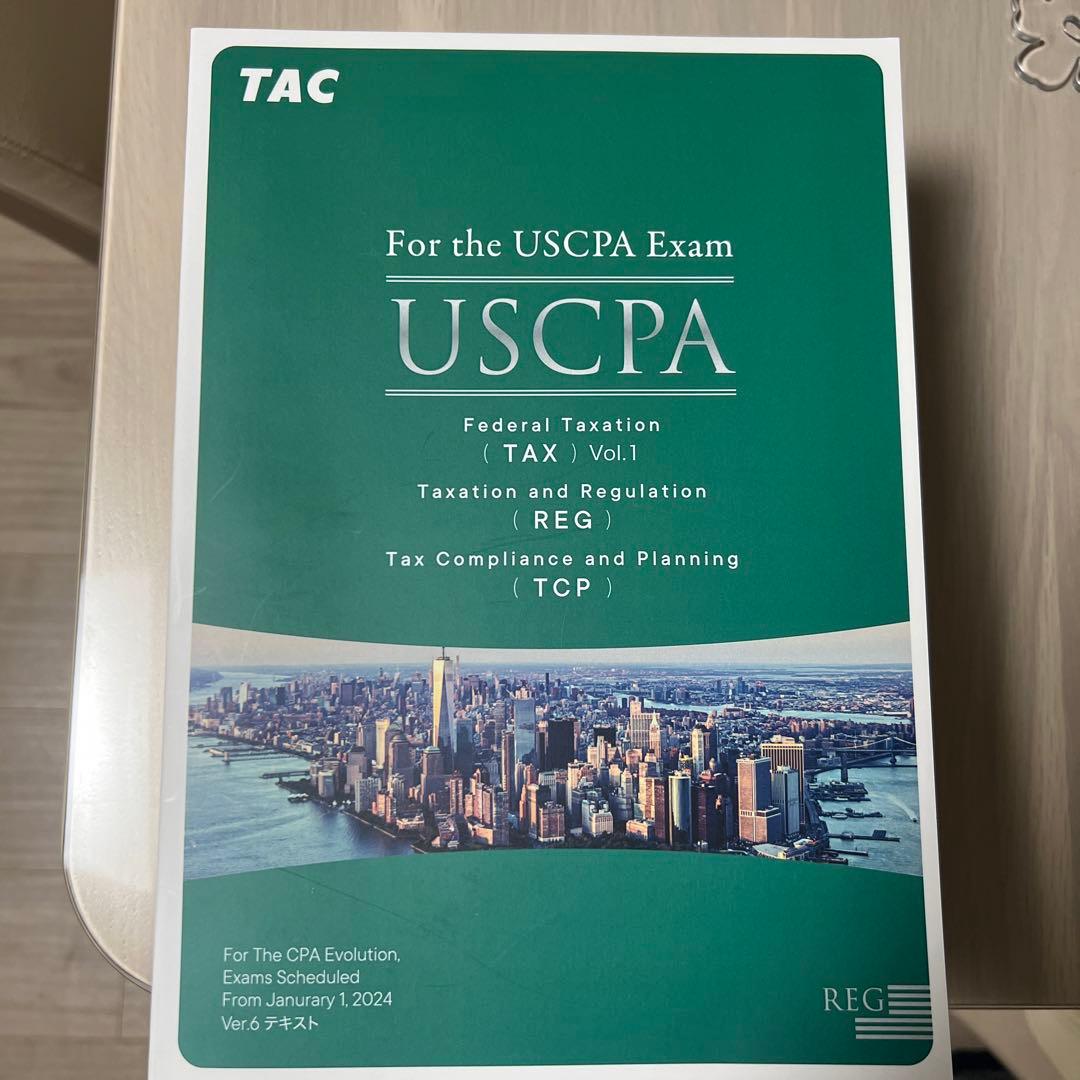 TAC
For the USCPA Exam
USCPA
Federal Taxation
( TAX ) Vol.1
Taxation and Regulation
( REG )
Tax Compliance and Planning
( TCP )
For The CPA Evolution,
Exams Scheduled
From Janurary 1, 2024
Ver.6 テキスト
REG